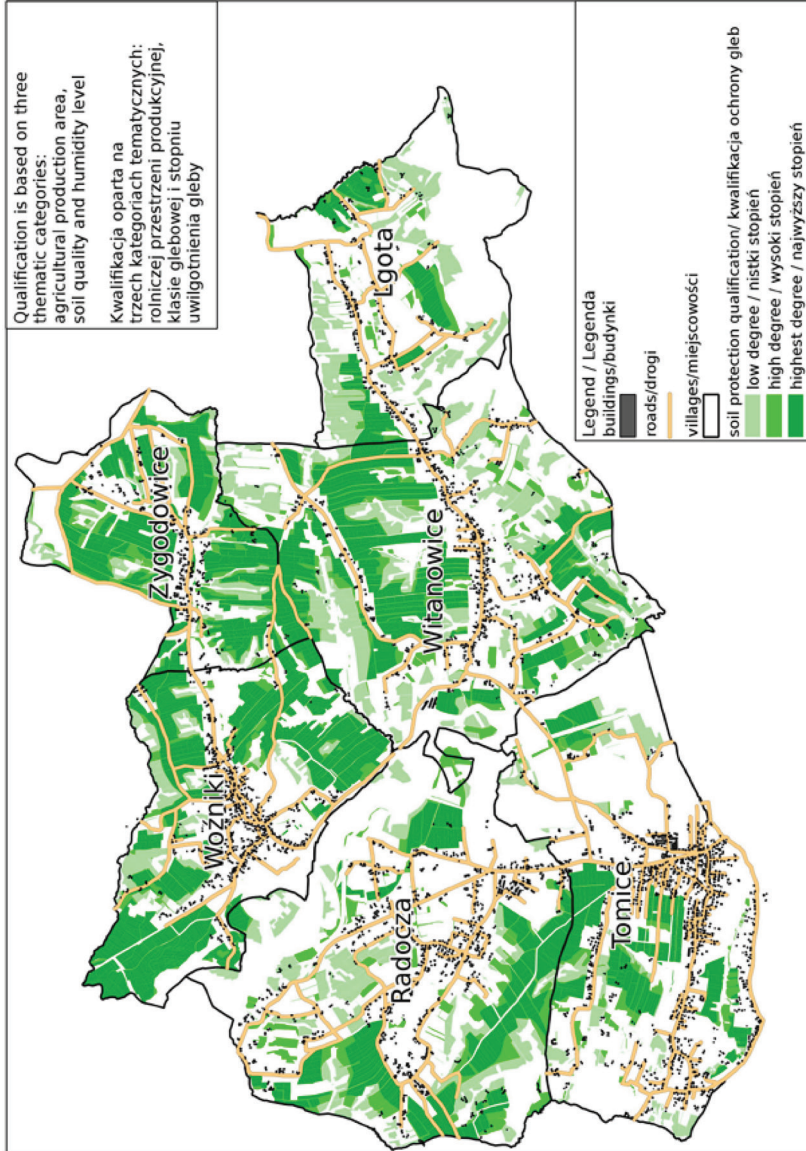 Qualification is based on three
thematic categories:
agricultural production area,
soil quality and humidity level
Kwalifikacja oparta na
trzech kategoriach tematycznych:
rolniczej przestrzeni produkcyjnej,
klasie glebowej i stopniu
uwilgotnienia gleby
Zygodowice
Woźniki
Lgota
Witanowice
Radocza
Tomice
Legend / Legenda
buildings/budynki
roads/drogi
villages/miejscowości
soil protection qualification/ kwalifikacja ochrony gleb
low degree / nistki stopień
high degree / wysoki stopień
highest degree / najwyższy stopień